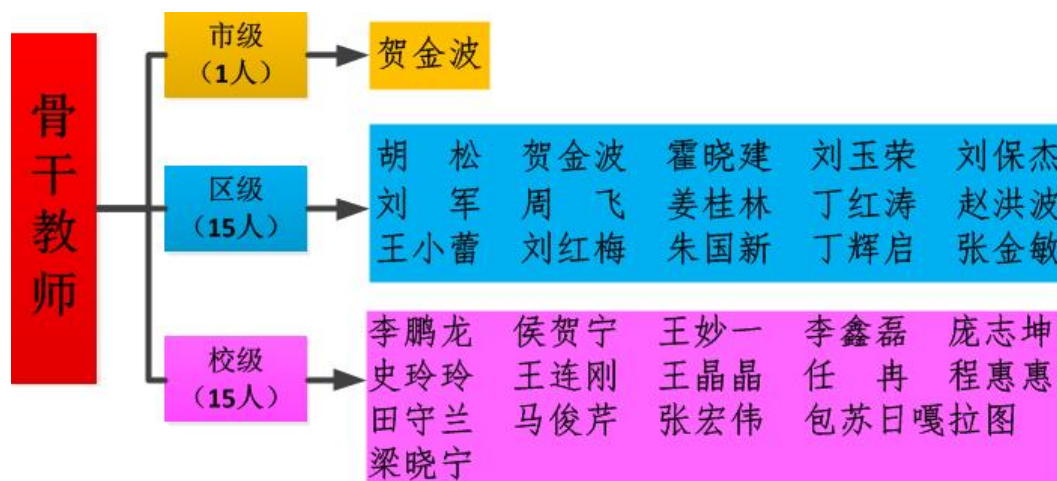 骨干教师
市级
（1人）
贺金波
区级
（15人）
胡 松 贺金波 霍晓建 刘玉荣 刘保杰
刘 军 周 飞 姜桂林 丁红涛 赵洪波
王小蕾 刘红梅 朱国新 丁辉启 张金敏
校级
（15人）
李鹏龙 侯贺宁 王妙一 李鑫磊 庞志坤
史玲玲 王连刚 王晶晶 任 冉 程惠惠
田守兰 马俊芹 张宏伟 包苏日嘎拉图
梁晓宁